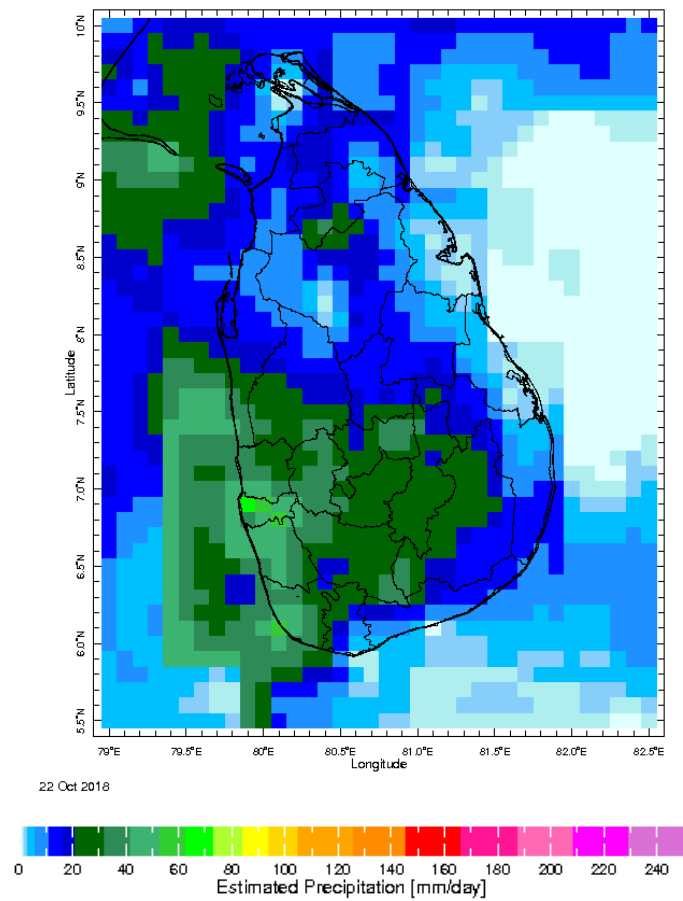 10°N
9.5°N
9°N
8.5°N
8°N
7.5°N
7.0°N
6.5°N
6.0°N
5.5°N
Latitude
79°E 79.5°E 80°E 80.5°E 81.0°E 81.5°E 82.0°E 82.5°E
Longitude
22 Oct 2018
0 20 40 60 80 100 120 140 160 180 200 220 240
Estimated Precipitation [mm/day]